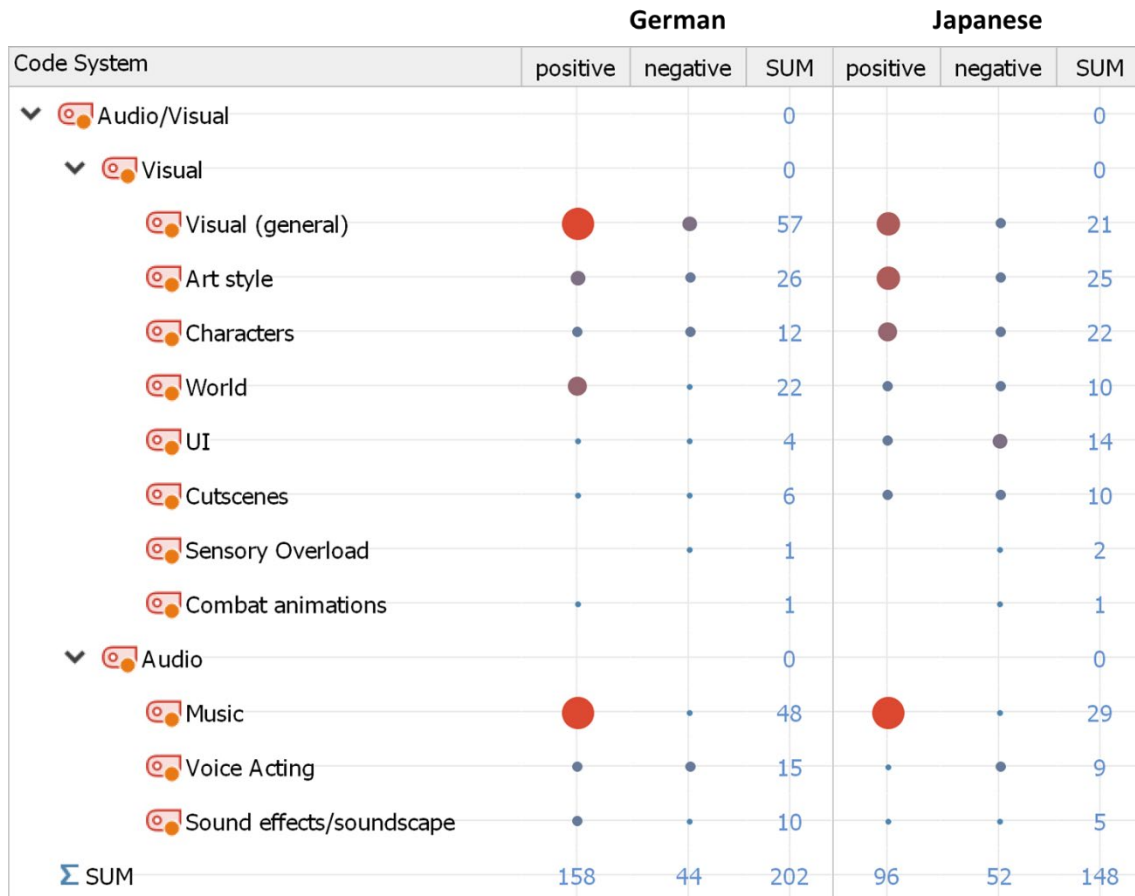 German Japanese
Code System positive negative SUM positive negative SUM
Audio/Visual 0 0
Visual 0 0
Visual (general) 57 21
Art style 26 25
Characters 12 22
World 22 10
UI 4 14
Cutscenes 6 10
Sensory Overload 1 2
Combat animations 1 1
Audio 0 0
Music 48 29
Voice Acting 15 9
Sound effects/soundscape 10 5
Σ SUM 158 44 202 96 52 148